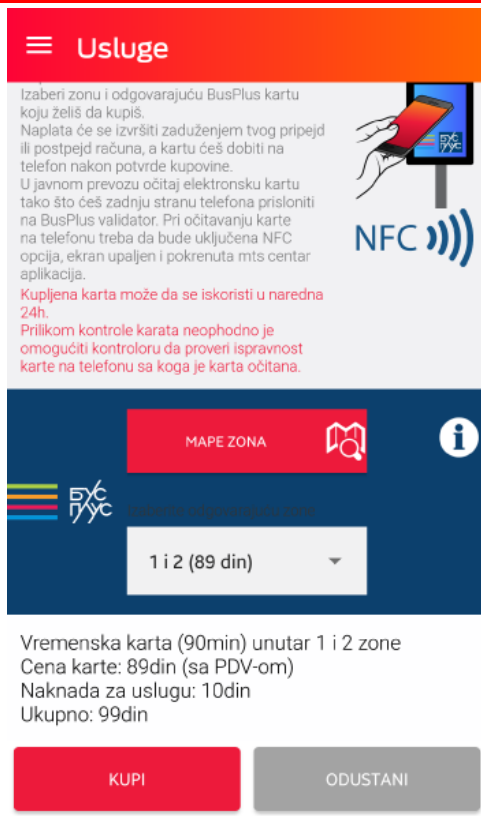 Usluge
Izaberi zonu i odgovarajuću BusPlus kartu
koju želiš da kupiš.
Naplata će se izvršiti zaduženjem tvog pripejd
ili postpejd računa, a kartu ćeš dobiti na
telefon nakon potvrde kupovine.
U javnom prevozu očitaj elektronsku kartu
tako što ćeš zadnju stranu telefona prisloniti
na BusPlus validator. Pri očitavanju karte
na telefonu treba da bude uključena NFC
opcija, ekran upaljen i pokrenuta mts centar
aplikacija.
Kupljena karta može da se iskoristi u naredna
24h.
Prilikom kontrole karata neophodno je
omogućiti kontroloru da proveri ispravnost
karte na telefonu sa koga je karta očitana.
БУС
ПЛУС
NFC
MAPE ZONA
i
БУС
ПЛУС
1 i 2 (89 din)
Vremenska karta (90min) unutar 1 i 2 zone
Cena karte: 89din (sa PDV-om)
Naknada za uslugu: 10din
Ukupno: 99din
KUPI
ODUSTANI